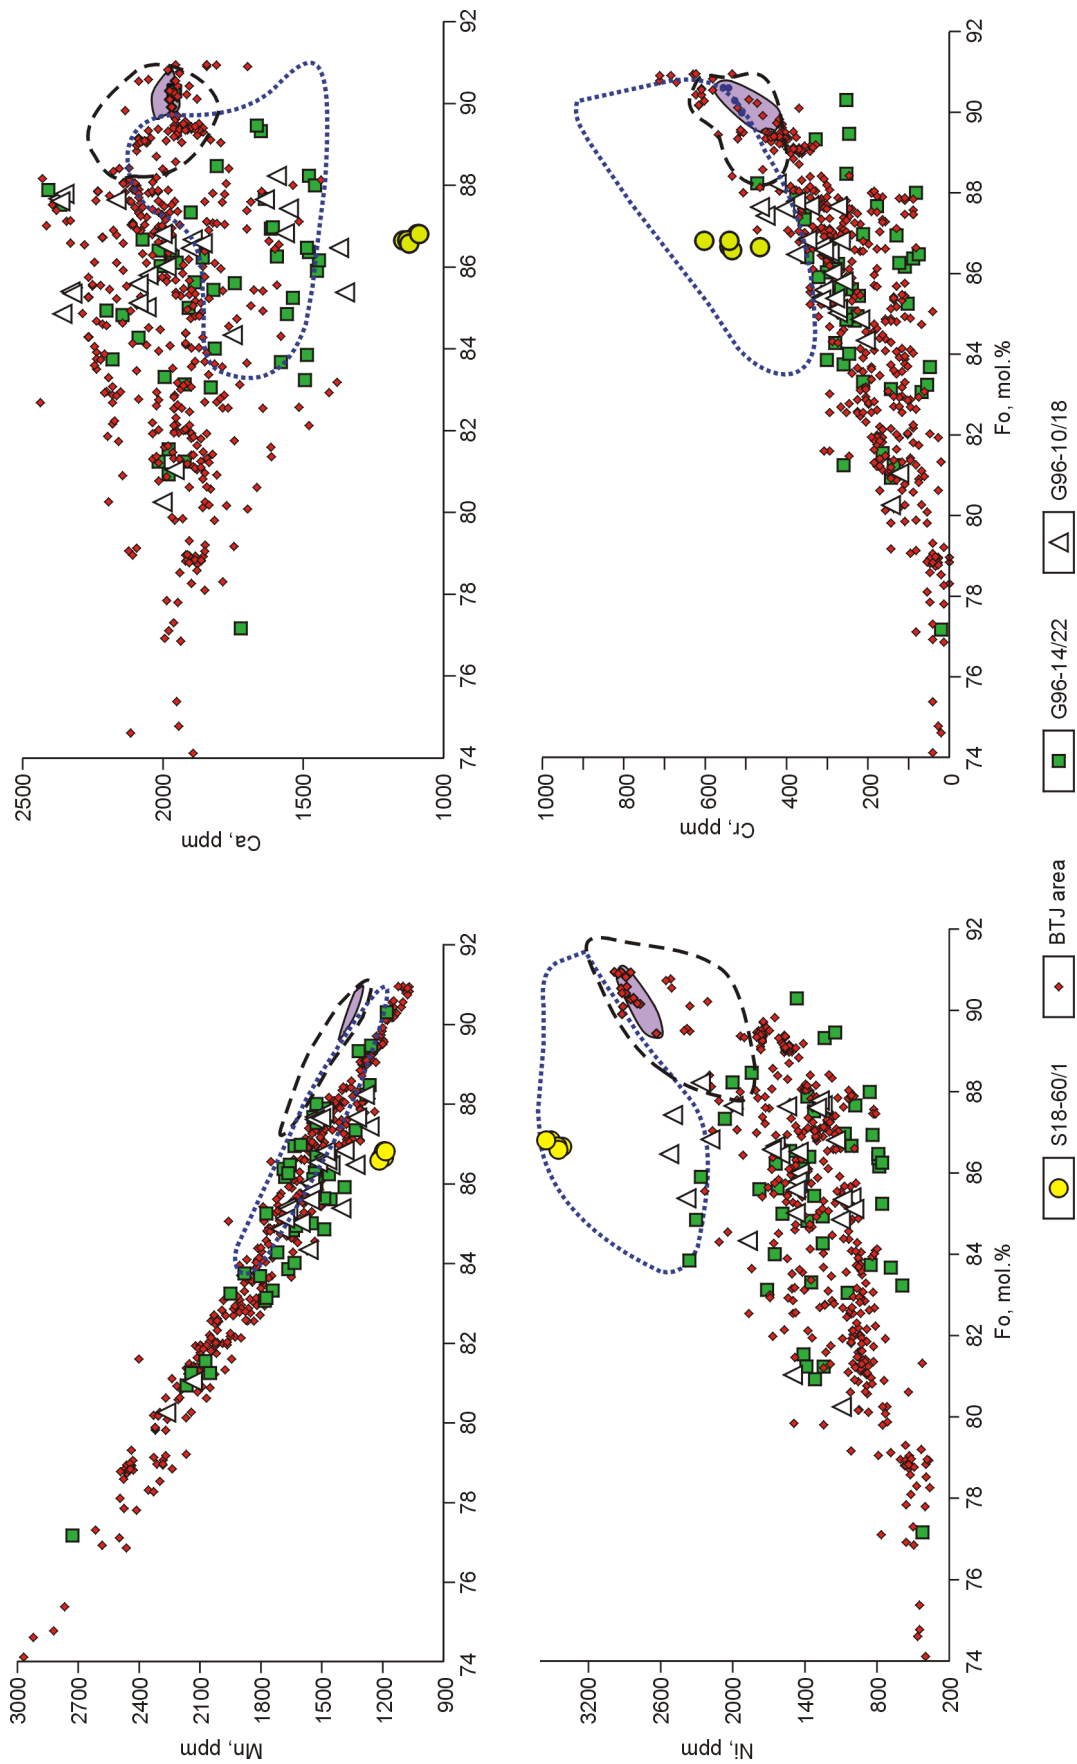 Mn, ppm
3000
2700
2400
2100
1800
1500
1200
900
74 76 78 80 82 84 86 88 90 92
Ca, ppm
2500
2000
1500
1000
74 76 78 80 82 84 86 88 90 92
Ni, ppm
3200
2600
2000
1400
800
200
74 76 78 80 82 84 86 88 90 92
Fo, mol.%
Cr, ppm
1000
800
600
400
200
0
74 76 78 80 82 84 86 88 90 92
Fo, mol.%
S18-60/1 BTJ area G96-14/22 G96-10/18